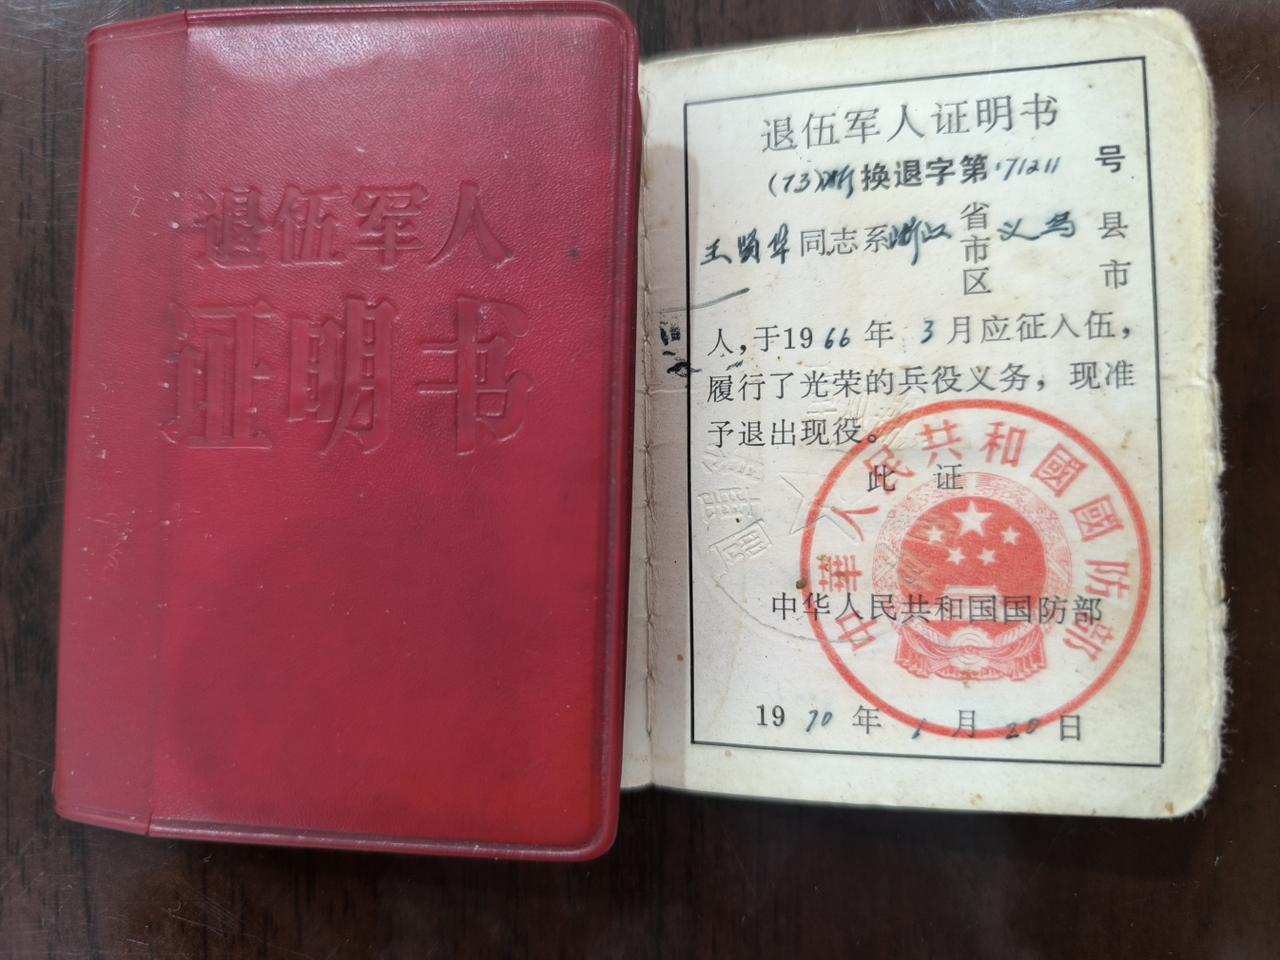 退伍军人
证明书
退伍军人证明书
(73)浙换退字第171211号
王贤华同志系浙江省市区义乌县市
人,于1966年3月应征入伍,
履行了光荣的兵役义务,现准
予退出现役。
此证
中華人民共和國國防部
中华人民共和国国防部
1970年1月20日